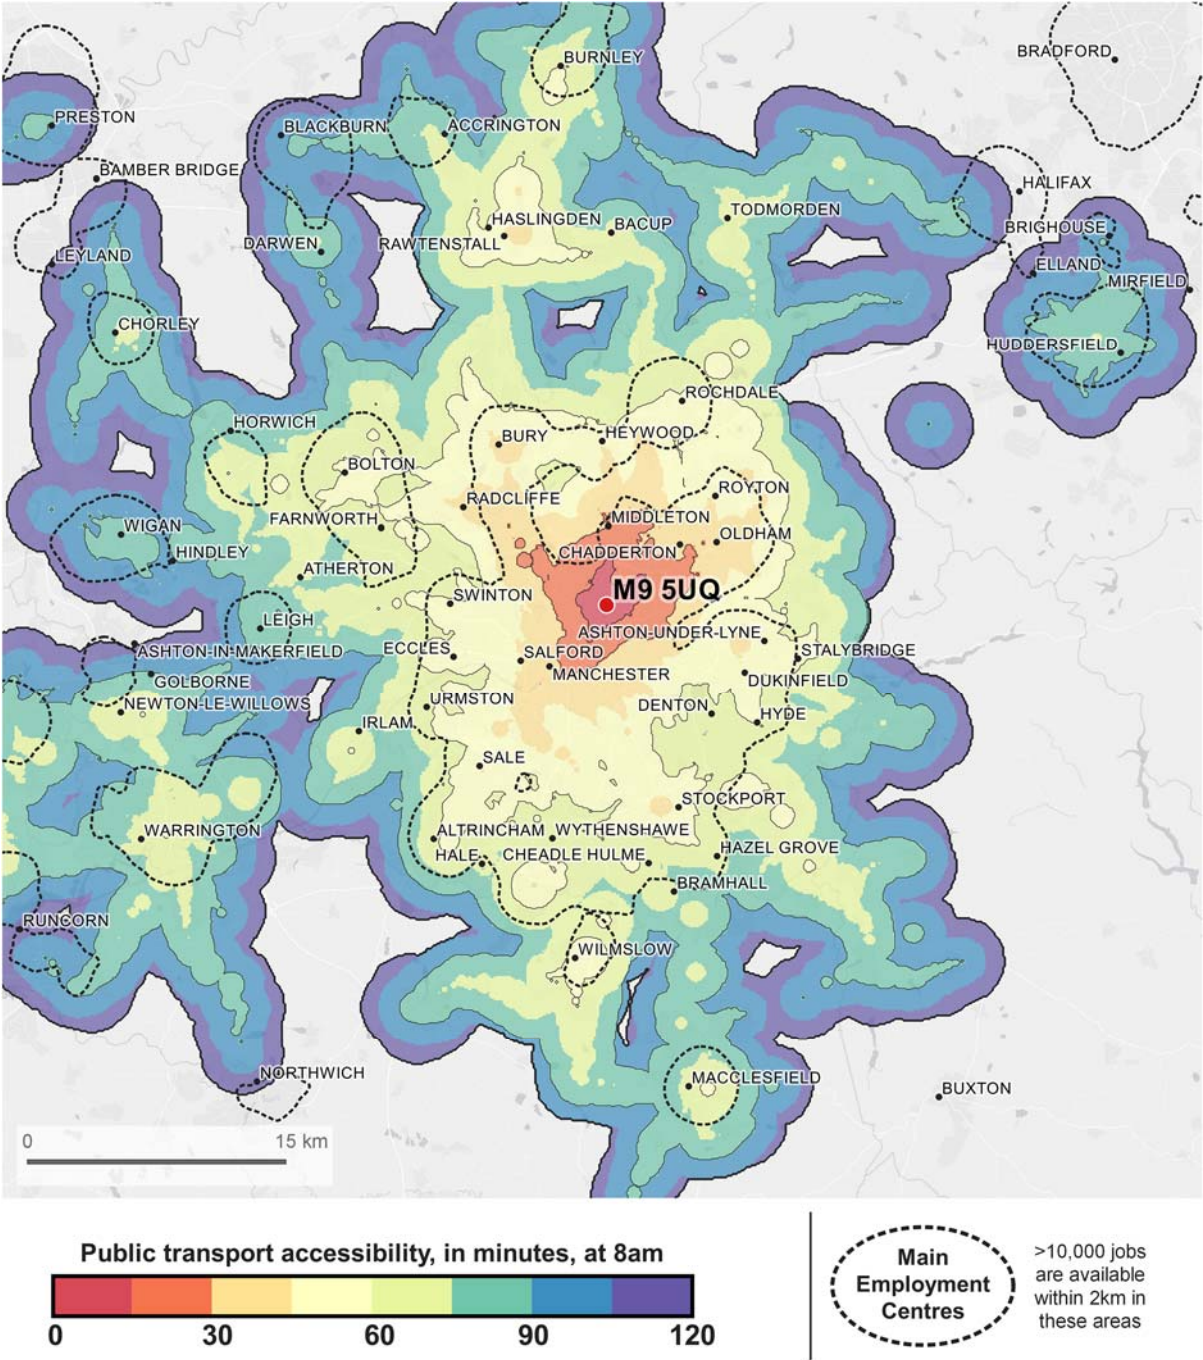 BURNLEY
BRADFORD
PRESTON
BLACKBURN
ACCRINGTON
BAMBER BRIDGE
HALIFAX
HASLINGDEN
BACUP
TODMORDEN
RAWTENSTALL
DARWEN
BRIGHOUSE
LEYLAND
ELLAND
MIRFIELD
CHORLEY
HUDDERSFIELD
ROCHDALE
HORWICH
BURY
HEYWOOD
BOLTON
RADCLIFFE
ROYTON
FARNWORTH
MIDDLETON
WIGAN
OLDHAM
HINDLEY
CHADDERTON
ATHERTON
M9 5UQ
SWINTON
LEIGH
ASHTON-UNDER-LYNE
ASHTON-IN-MAKERFIELD
ECCLES
SALFORD
STALYBRIDGE
MANCHESTER
GOLBORNE
DUKINFIELD
NEWTON-LE-WILLOWS
URMSTON
DENTON
HYDE
IRLAM
SALE
STOCKPORT
WARRINGTON
ALTRINCHAM
WYTHENSHAWE
HALE
CHEADLE HULME
HAZEL GROVE
BRAMHALL
RUNCORN
WILMSLOW
NORTHWICH
MACCLESFIELD
BUXTON
0 15 km
Public transport accessibility, in minutes, at 8am
0 30 60 90 120
Main
Employment
Centres
>10,000 jobs
are available
within 2km in
these areas